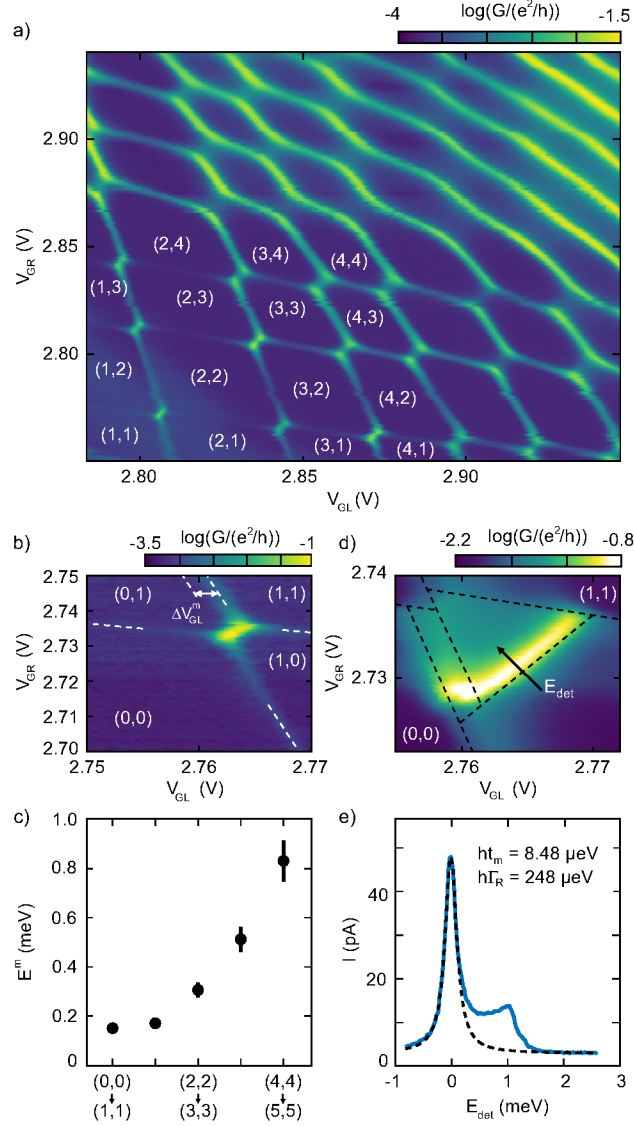 a)
-4 log(G/(e²/h)) -1.5
V_GR (V)
2.90
2.85
2.80
(2,4) (3,4) (4,4)
(1,3) (2,3) (3,3) (4,3)
(1,2) (2,2) (3,2) (4,2)
(1,1) (2,1) (3,1) (4,1)
2.80 2.85 2.90
V_GL (V)
b)
-3.5 log(G/(e²/h)) -1
V_GR (V)
2.75
2.74
2.73
2.72
2.71
2.70
(0,1) (1,1)
ΔV_GL^m
(1,0)
(0,0)
2.75 2.76 2.77
V_GL (V)
d)
-2.2 log(G/(e²/h)) -0.8
V_GR (V)
2.74
2.73
(1,1)
E_det
(0,0)
2.76 2.77
V_GL (V)
c)
E^m (meV)
1.0
0.8
0.6
0.4
0.2
0
(0,0) (2,2) (4,4)
(1,1) (3,3) (5,5)
e)
I (pA)
40
20
0
ht_m = 8.48 µeV
hΓ_R = 248 µeV
-1 0 1 2 3
E_det (meV)